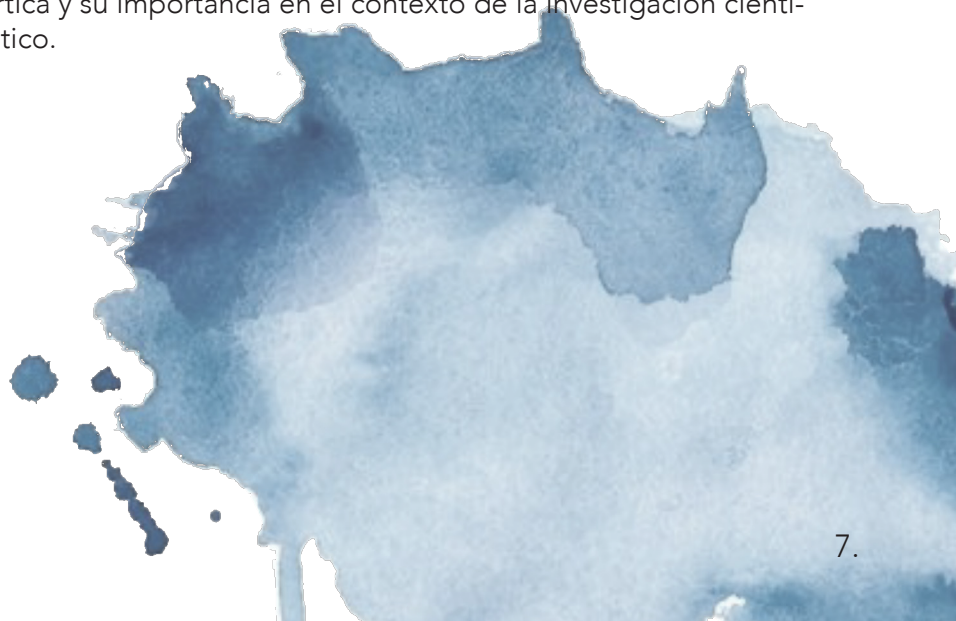 rtica y su importancia en el contexto de la investigación cientí-
tico.
7.